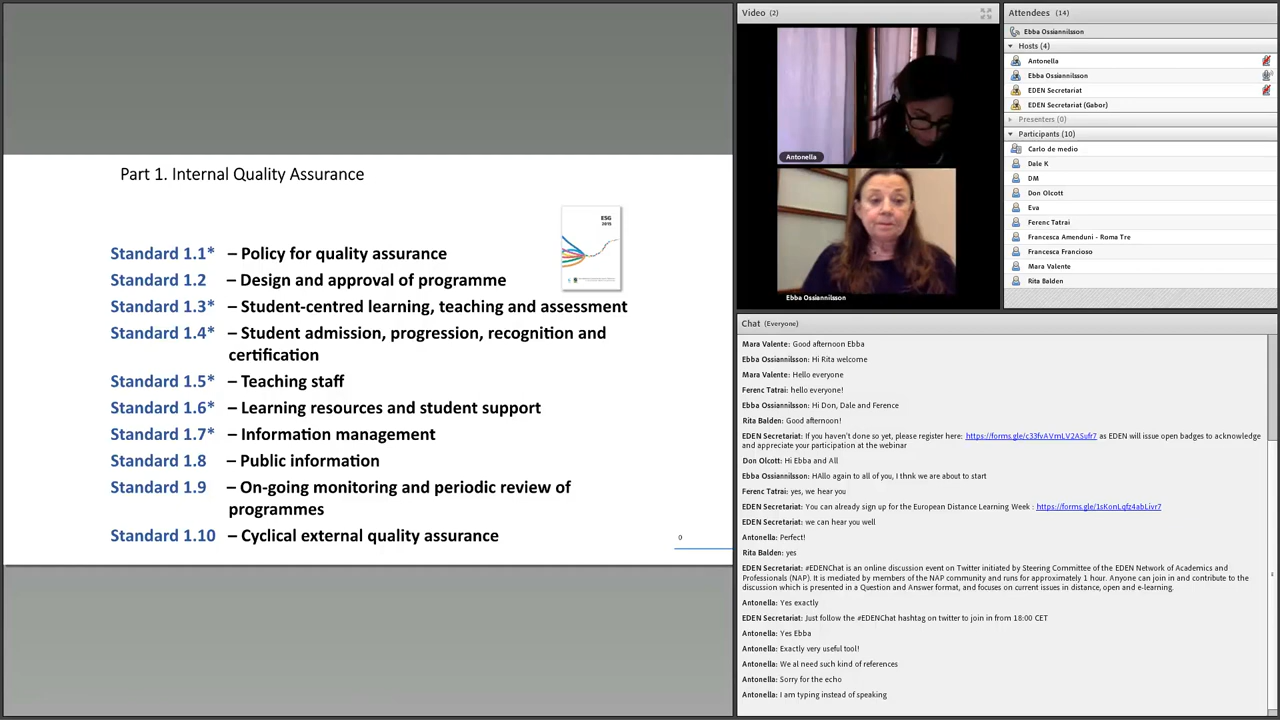 Part 1. Internal Quality Assurance
ESG
2015
Standard 1.1* – Policy for quality assurance
Standard 1.2 – Design and approval of programme
Standard 1.3* – Student-centred learning, teaching and assessment
Standard 1.4* – Student admission, progression, recognition and
certification
Standard 1.5* – Teaching staff
Standard 1.6* – Learning resources and student support
Standard 1.7* – Information management
Standard 1.8 – Public information
Standard 1.9 – On-going monitoring and periodic review of
programmes
Standard 1.10 – Cyclical external quality assurance
0
Video (2)
Antonella
Ebba Ossiannilsson
Attendees (14)
Ebba Ossiannilsson
Hosts (4)
Antonella
Ebba Ossiannilsson
EDEN Secretariat
EDEN Secretariat (Gabor)
Presenters (0)
Participants (10)
Carlo de medio
Dale K
DM
Don Olcott
Eva
Ferenc Tatrai
Francesca Amenduni - Roma Tre
Francesca Francioso
Mara Valente
Rita Balden
Chat (Everyone)
Mara Valente: Good afternoon Ebba
Ebba Ossiannilsson: Hi Rita welcome
Mara Valente: Hello everyone
Ferenc Tatrai: hello everyone!
Ebba Ossiannilsson: Hi Don, Dale and Ference
Rita Balden: Good afternoon!
EDEN Secretariat: If you haven't done so yet, please register here: https://forms.gle/c33fvAVmLV2ASufr7 as EDEN will issue open badges to acknowledge
and appreciate your participation at the webinar
Don Olcott: Hi Ebba and All
Ebba Ossiannilsson: HAllo again to all of you, I thnk we are about to start
Ferenc Tatrai: yes, we hear you
EDEN Secretariat: You can already sign up for the European Distance Learning Week : https://forms.gle/1sKonLqfz4abLivr7
EDEN Secretariat: we can hear you well
Antonella: Perfect!
Rita Balden: yes
EDEN Secretariat: #EDENChat is an online discussion event on Twitter initiated by Steering Committee of the EDEN Network of Academics and
Professionals (NAP). It is mediated by members of the NAP community and runs for approximately 1 hour. Anyone can join in and contribute to the
discussion which is presented in a Question and Answer format, and focuses on current issues in distance, open and e-learning.
Antonella: Yes exactly
EDEN Secretariat: Just follow the #EDENChat hashtag on twitter to join in from 18:00 CET
Antonella: Yes Ebba
Antonella: Exactly very useful tool!
Antonella: We al need such kind of references
Antonella: Sorry for the echo
Antonella: I am typing instead of speaking